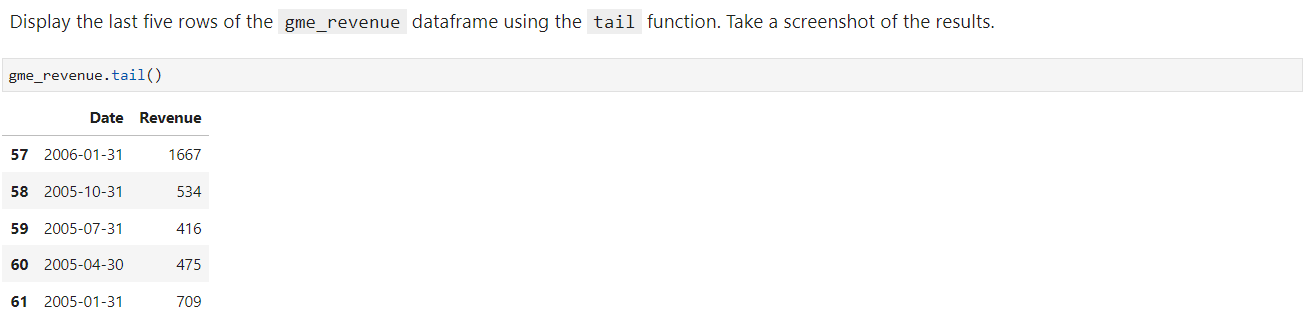 Display the last five rows of the gme_revenue dataframe using the tail function. Take a screenshot of the results.
gme_revenue.tail()
Date Revenue
57 2006-01-31 1667
58 2005-10-31 534
59 2005-07-31 416
60 2005-04-30 475
61 2005-01-31 709